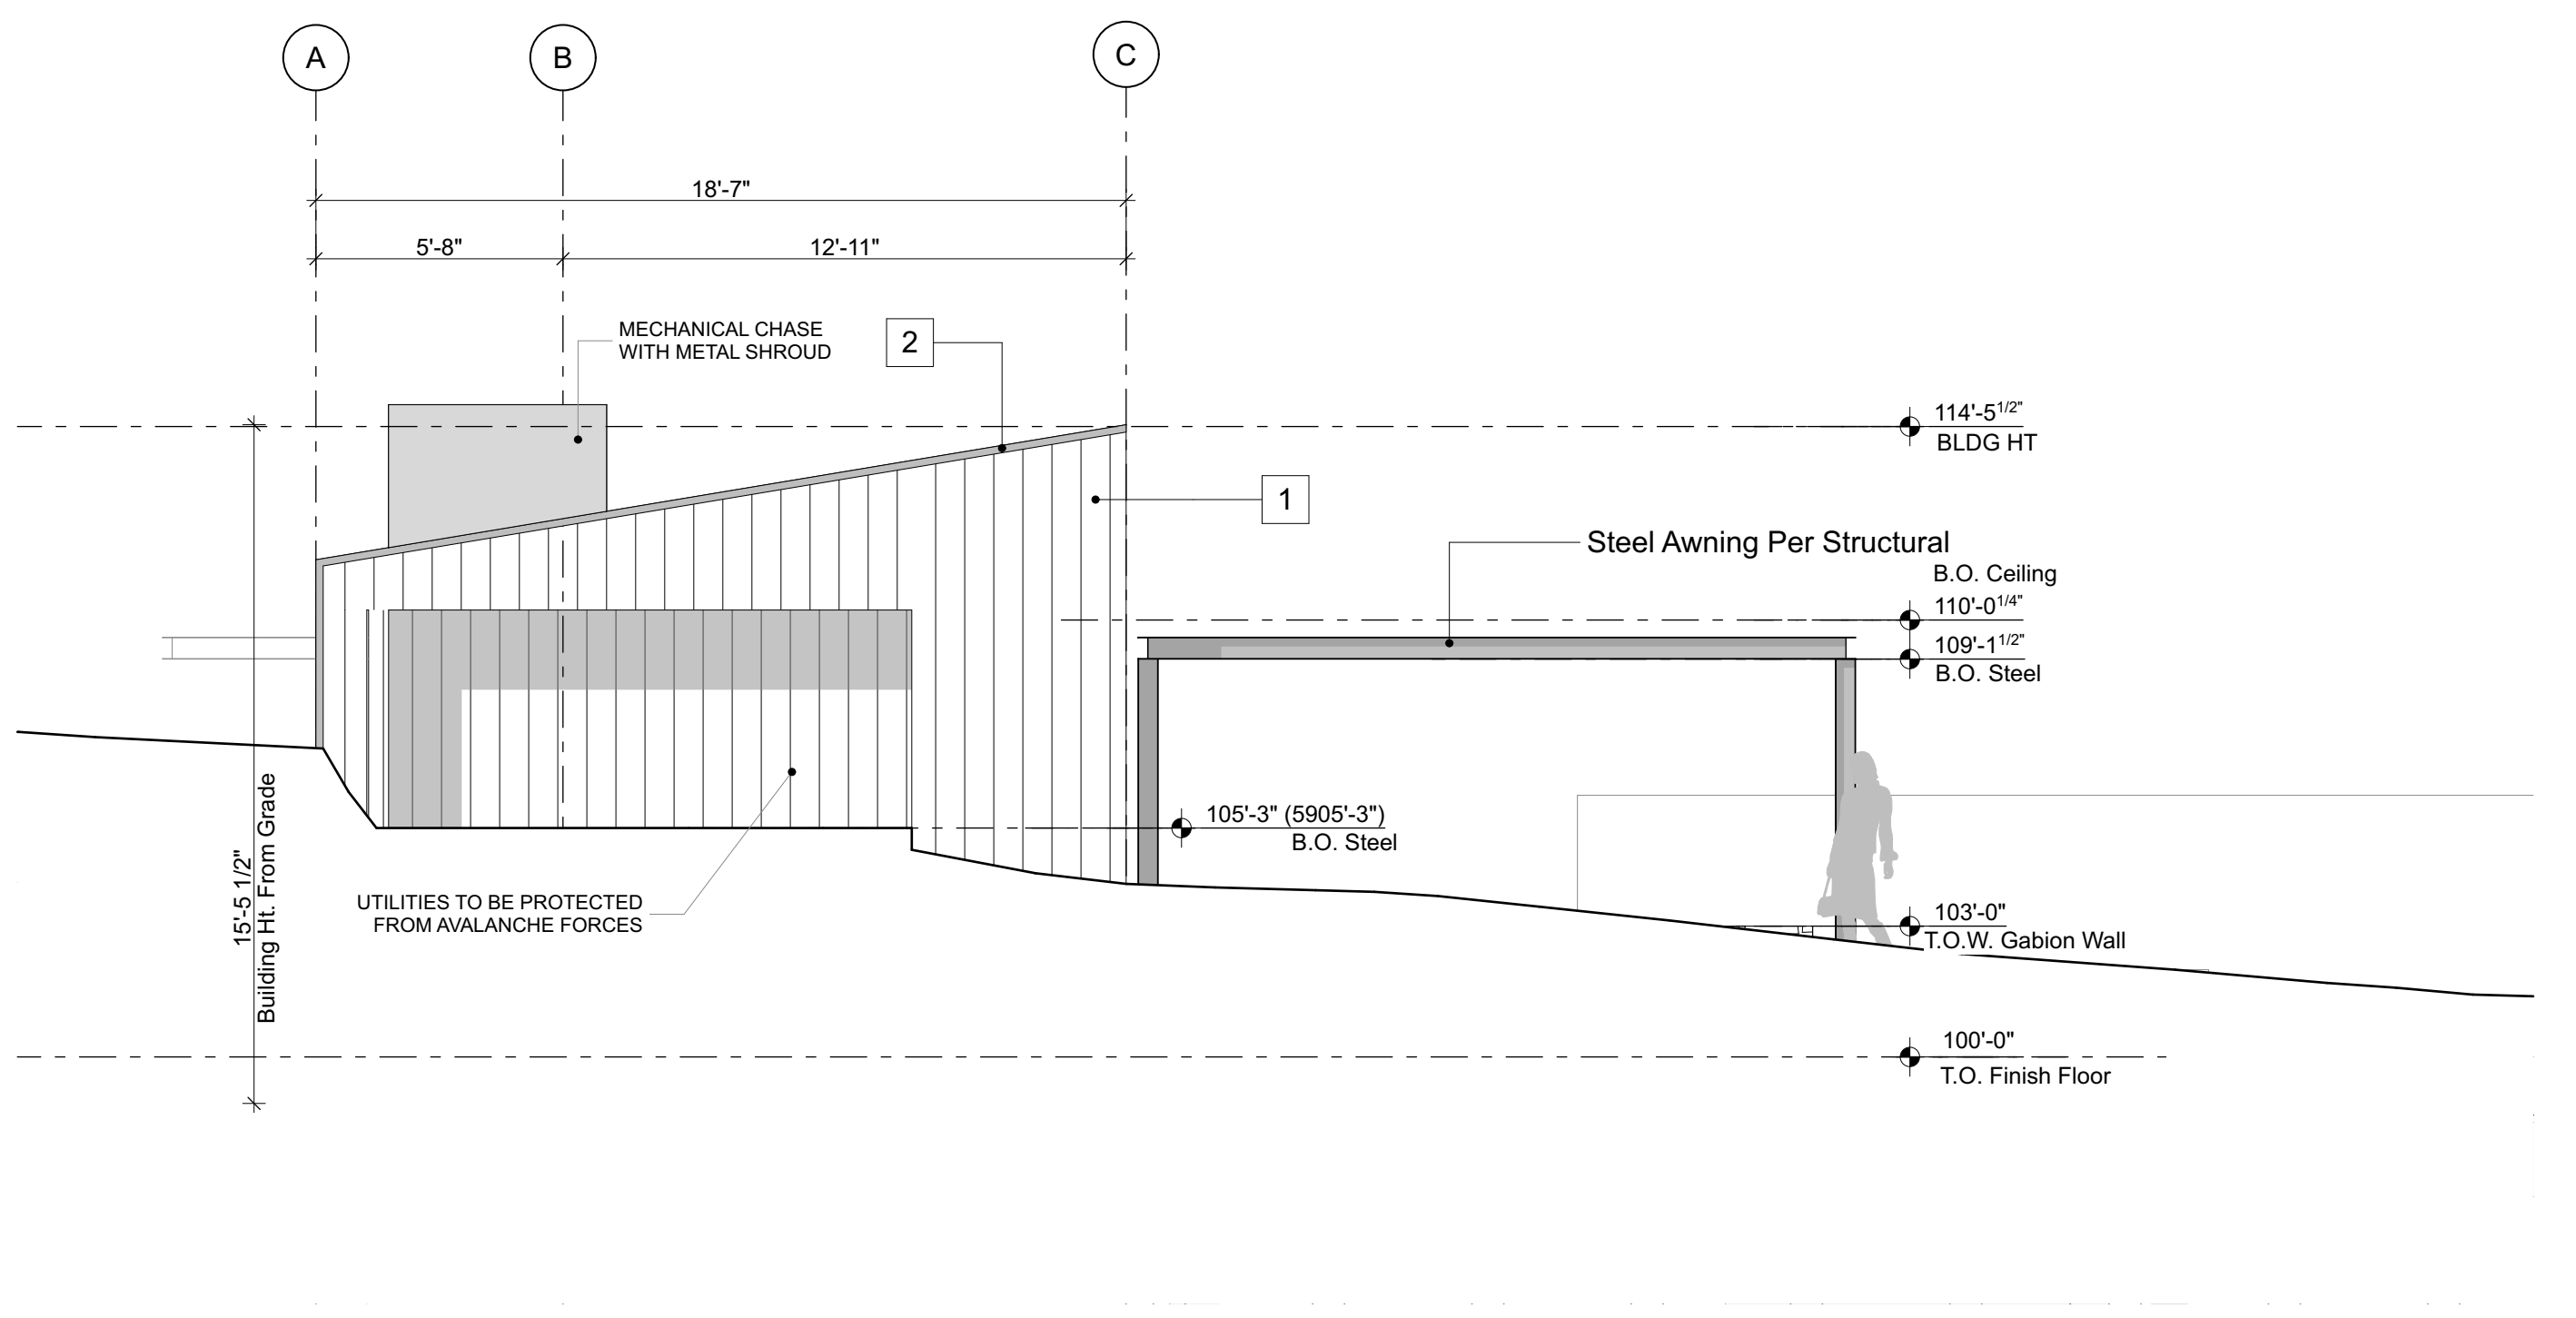 A
B
C
18'-7"
5'-8"
12'-11"
MECHANICAL CHASE
WITH METAL SHROUD
2
114'-5 1/2"
BLDG HT
1
Steel Awning Per Structural
B.O. Ceiling
110'-0 1/4"
109'-1 1/2"
B.O. Steel
105'-3" (5905'-3")
B.O. Steel
UTILITIES TO BE PROTECTED
FROM AVALANCHE FORCES
15'-5 1/2"
Building Ht. From Grade
103'-0"
T.O.W. Gabion Wall
100'-0"
T.O. Finish Floor